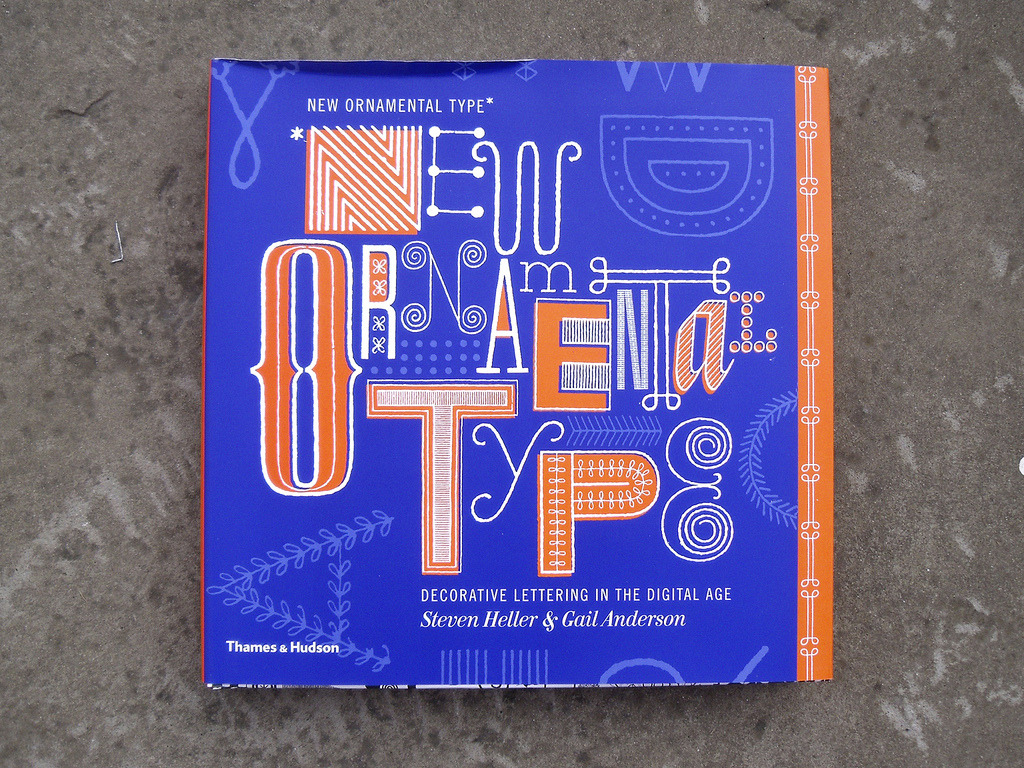 NEW ORNAMENTAL TYPE*
*NEW
ORNAmENTaL
TyPe
DECORATIVE LETTERING IN THE DIGITAL AGE
Steven Heller & Gail Anderson
Thames & Hudson